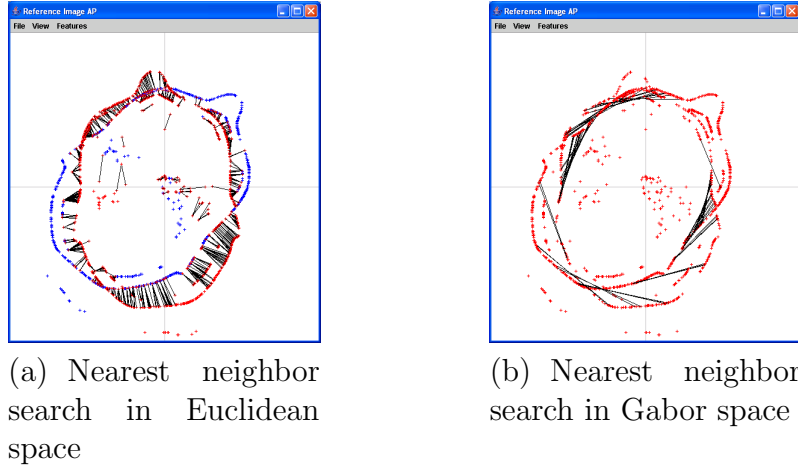 Reference Image AP
File View Features
(a) Nearest neighbor
search in Euclidean
space
Reference Image AP
File View Features
(b) Nearest neighbor
search in Gabor space